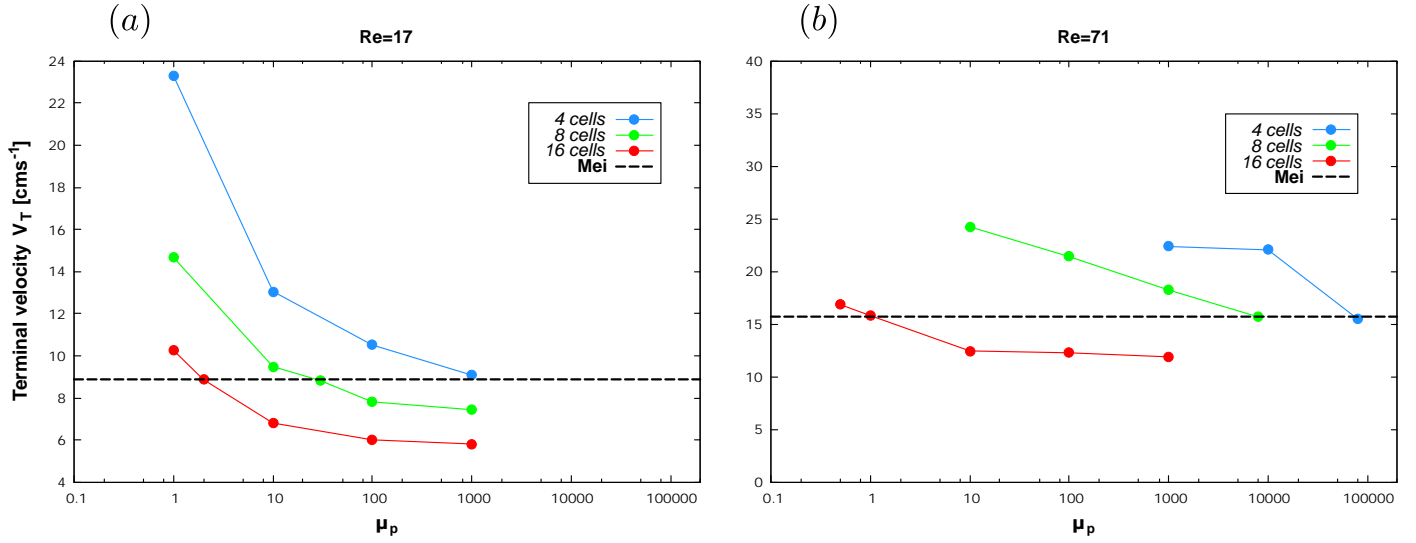 (a)
Re=17
Terminal velocity V_T [cms⁻¹]
24
22
20
18
16
14
12
10
8
6
4
0.1 1 10 100 1000 10000 100000
μ_p
4 cells
8 cells
16 cells
Mei
(b)
Re=71
40
35
30
25
20
15
10
5
0
0.1 1 10 100 1000 10000 100000
μ_p
4 cells
8 cells
16 cells
Mei